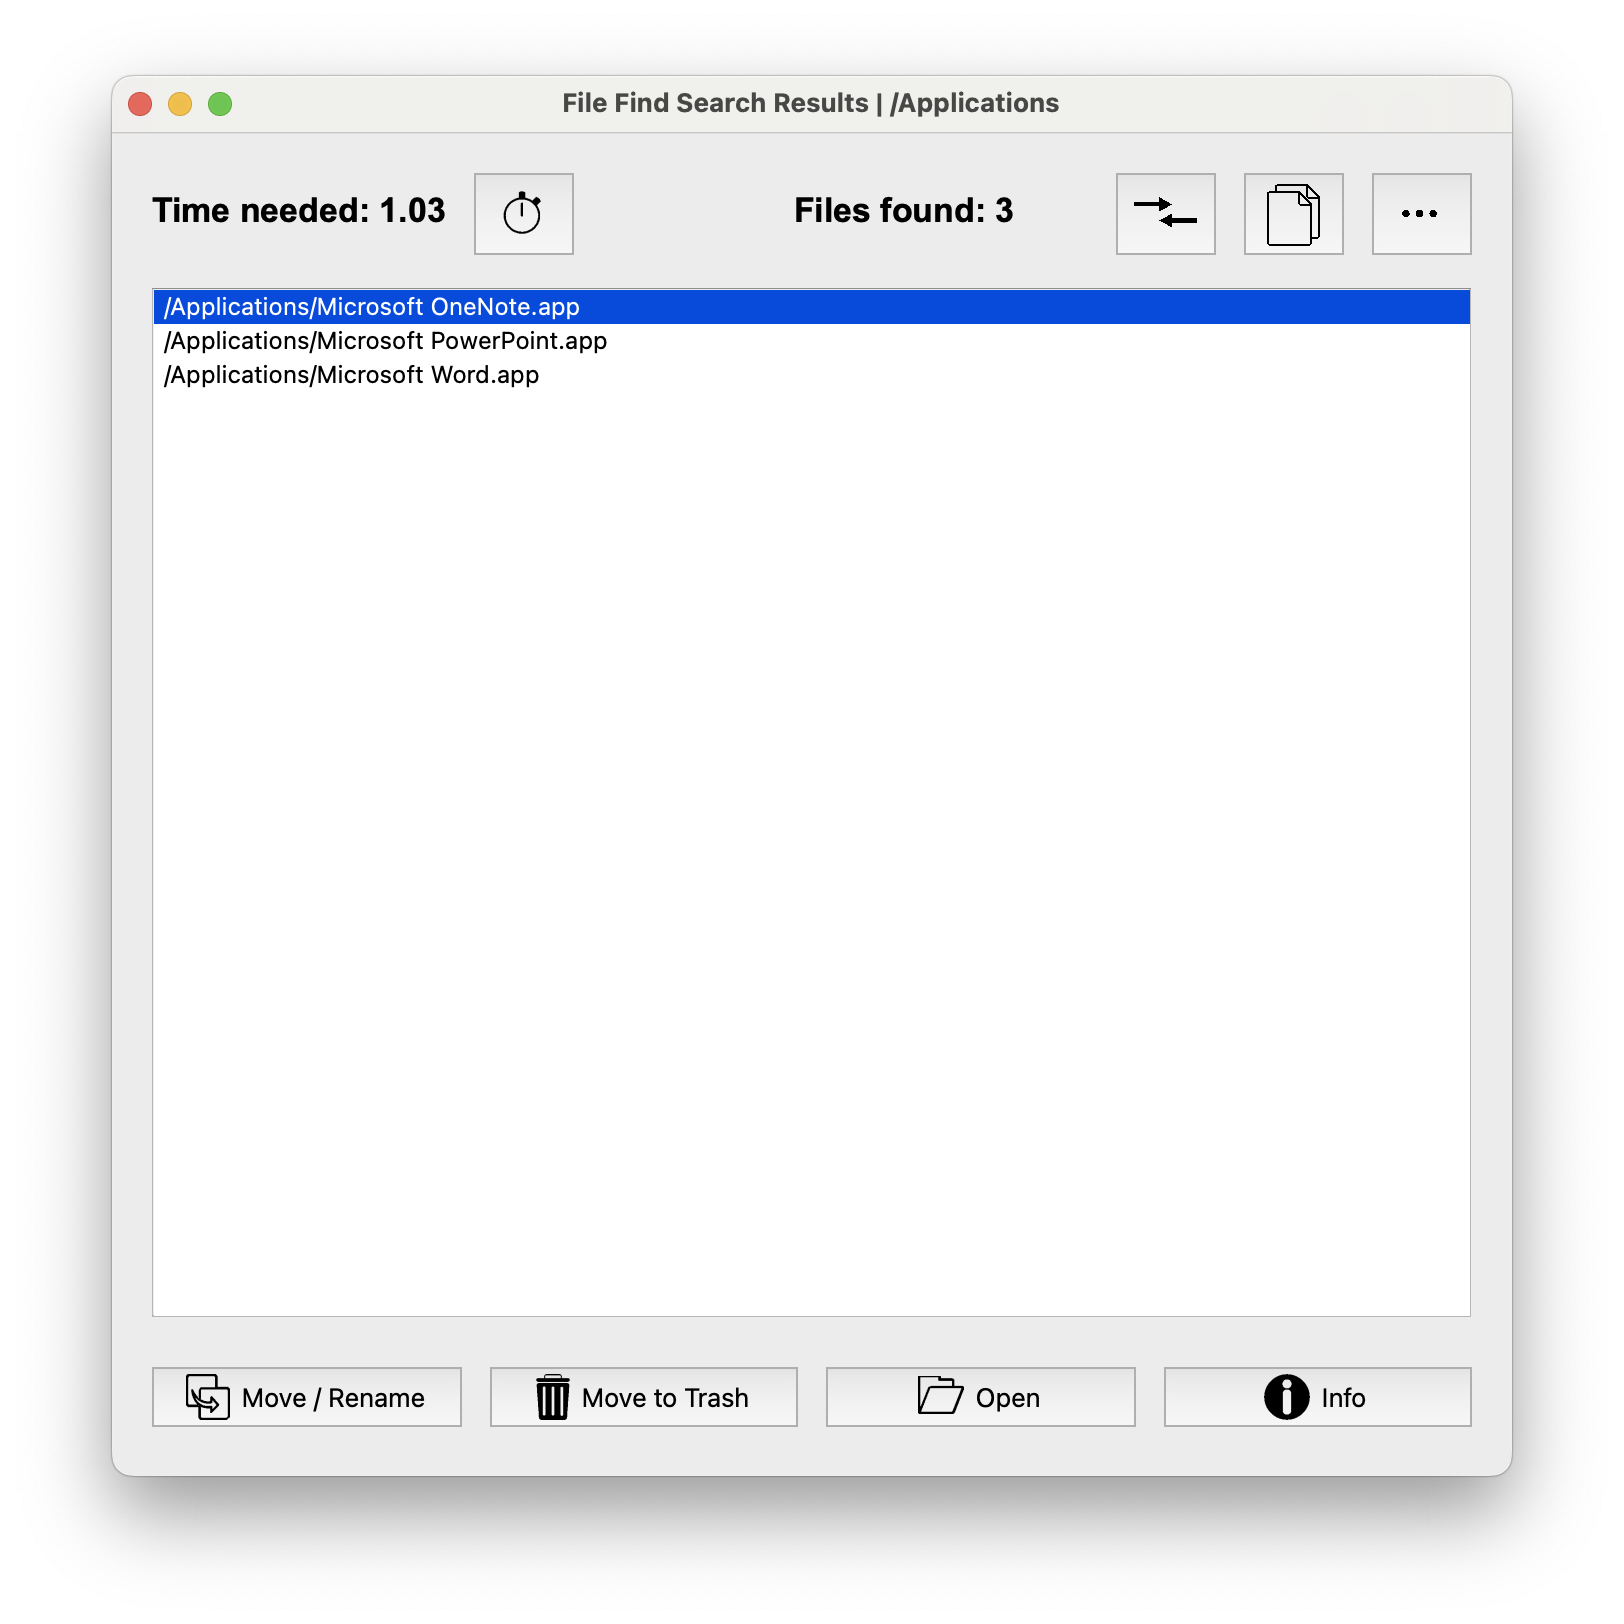 File Find Search Results | /Applications
Time needed: 1.03
Files found: 3
/Applications/Microsoft OneNote.app
/Applications/Microsoft PowerPoint.app
/Applications/Microsoft Word.app
Move / Rename
Move to Trash
Open
Info